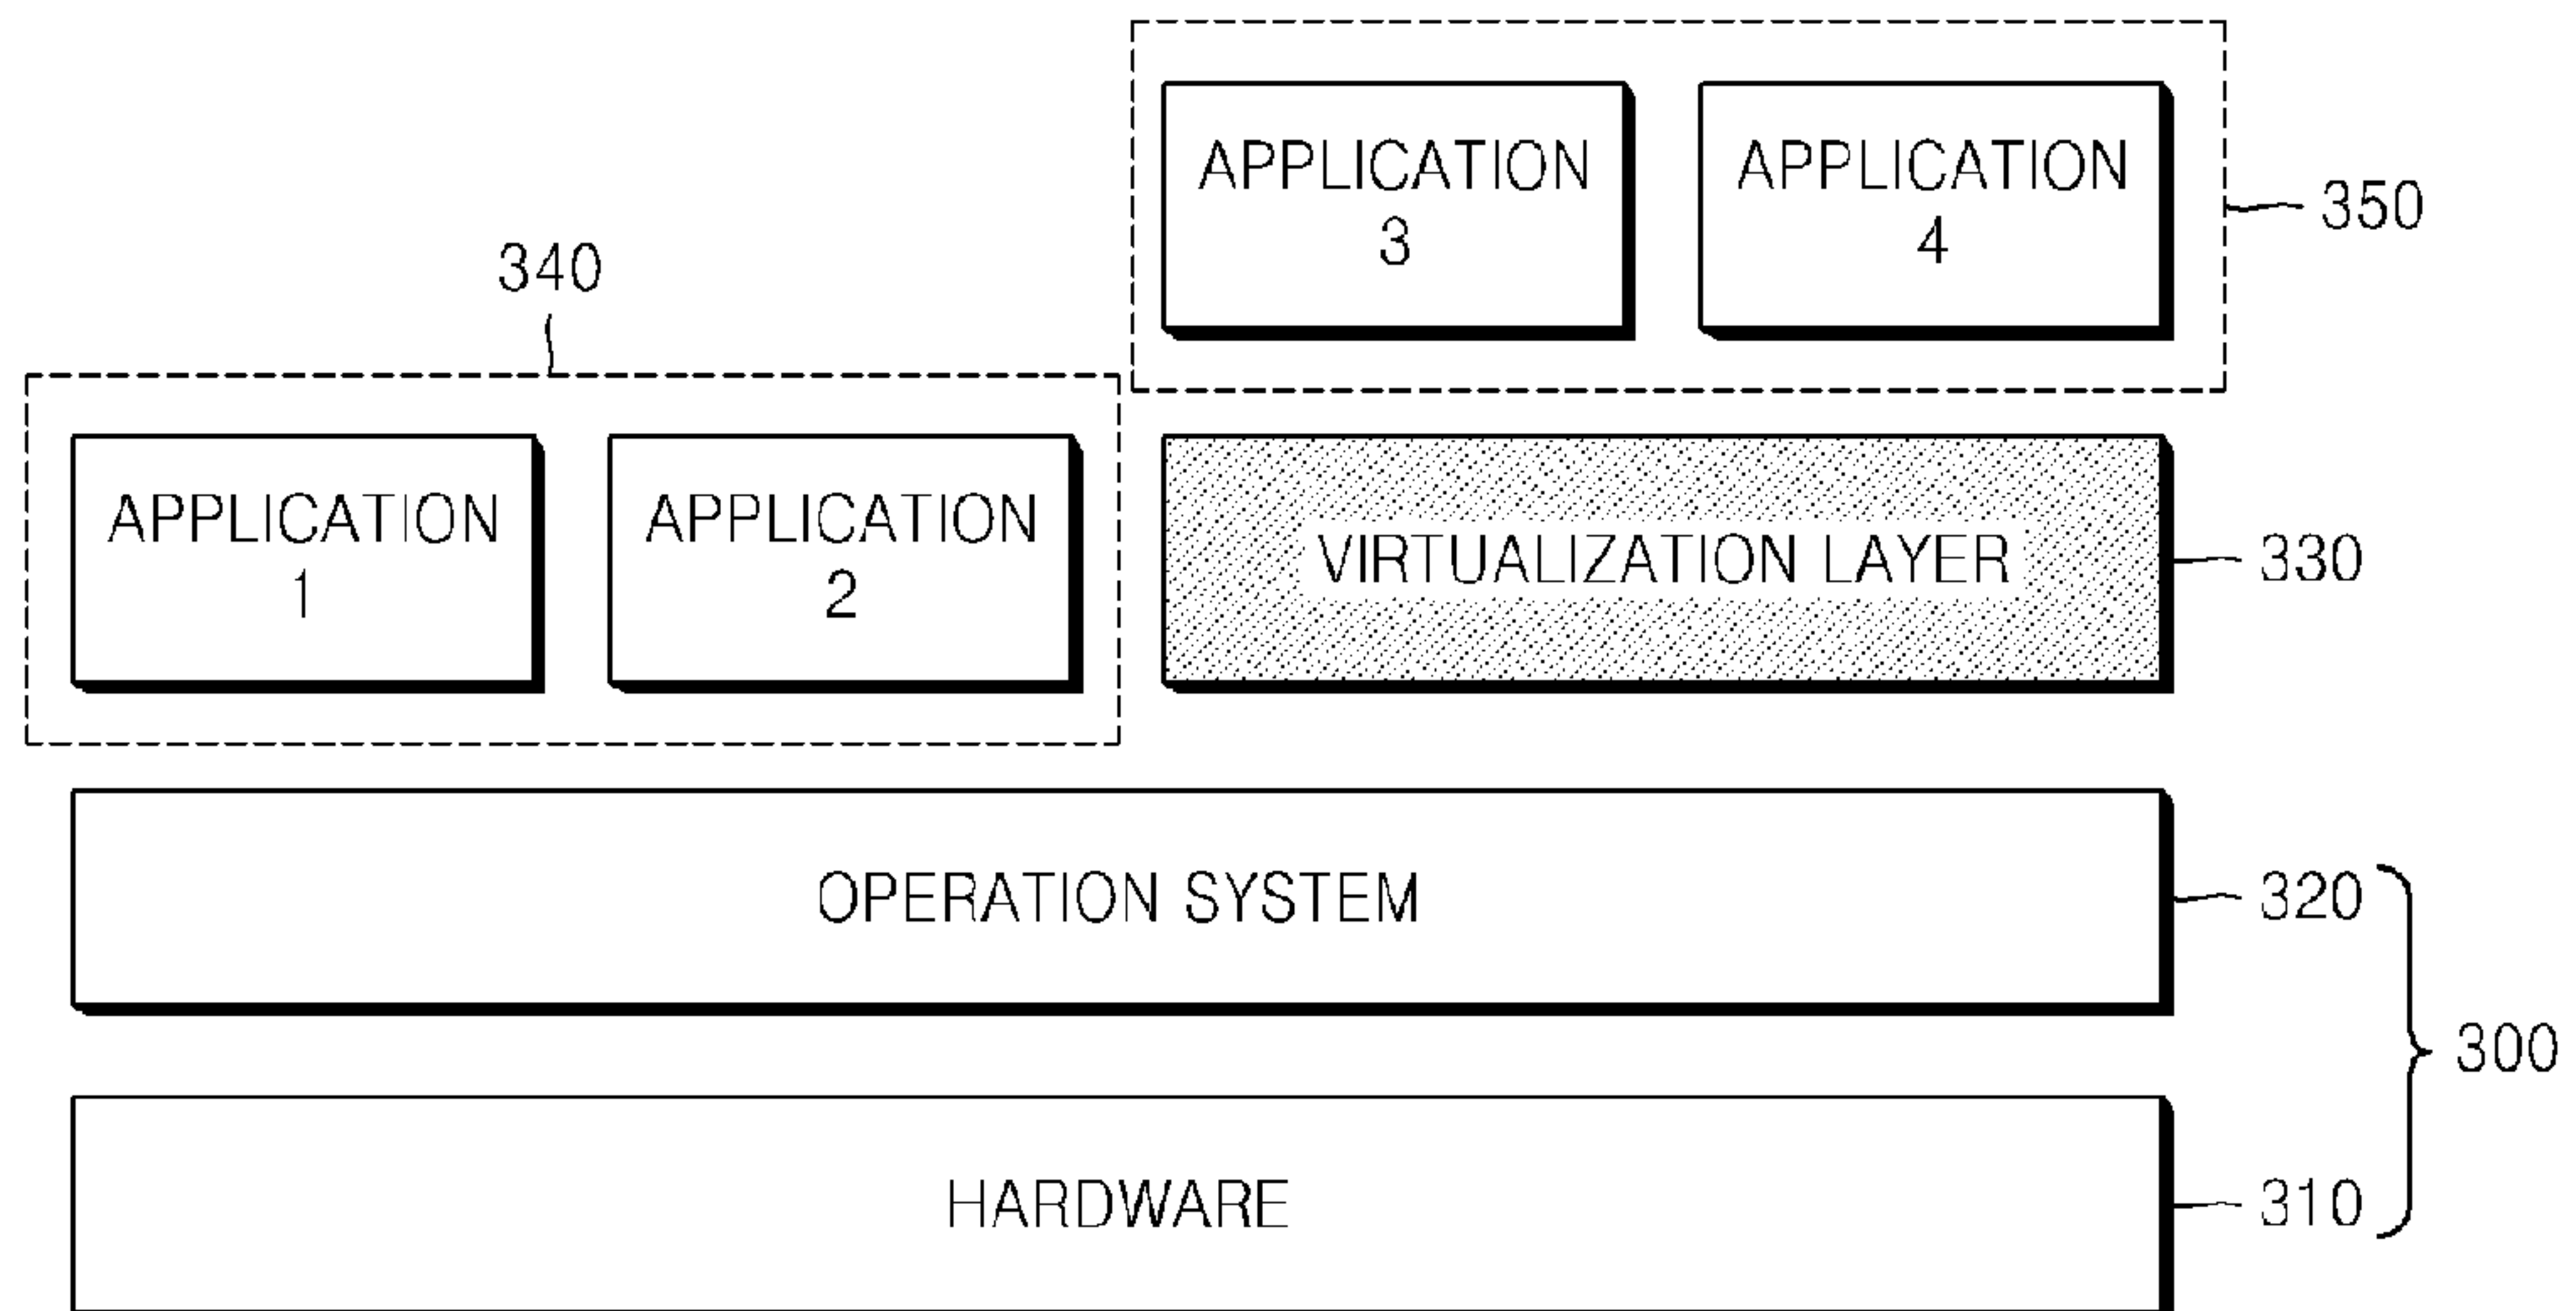 APPLICATION
3
APPLICATION
4
350
340
APPLICATION
1
APPLICATION
2
VIRTUALIZATION LAYER
330
OPERATION SYSTEM
320
300
HARDWARE
310